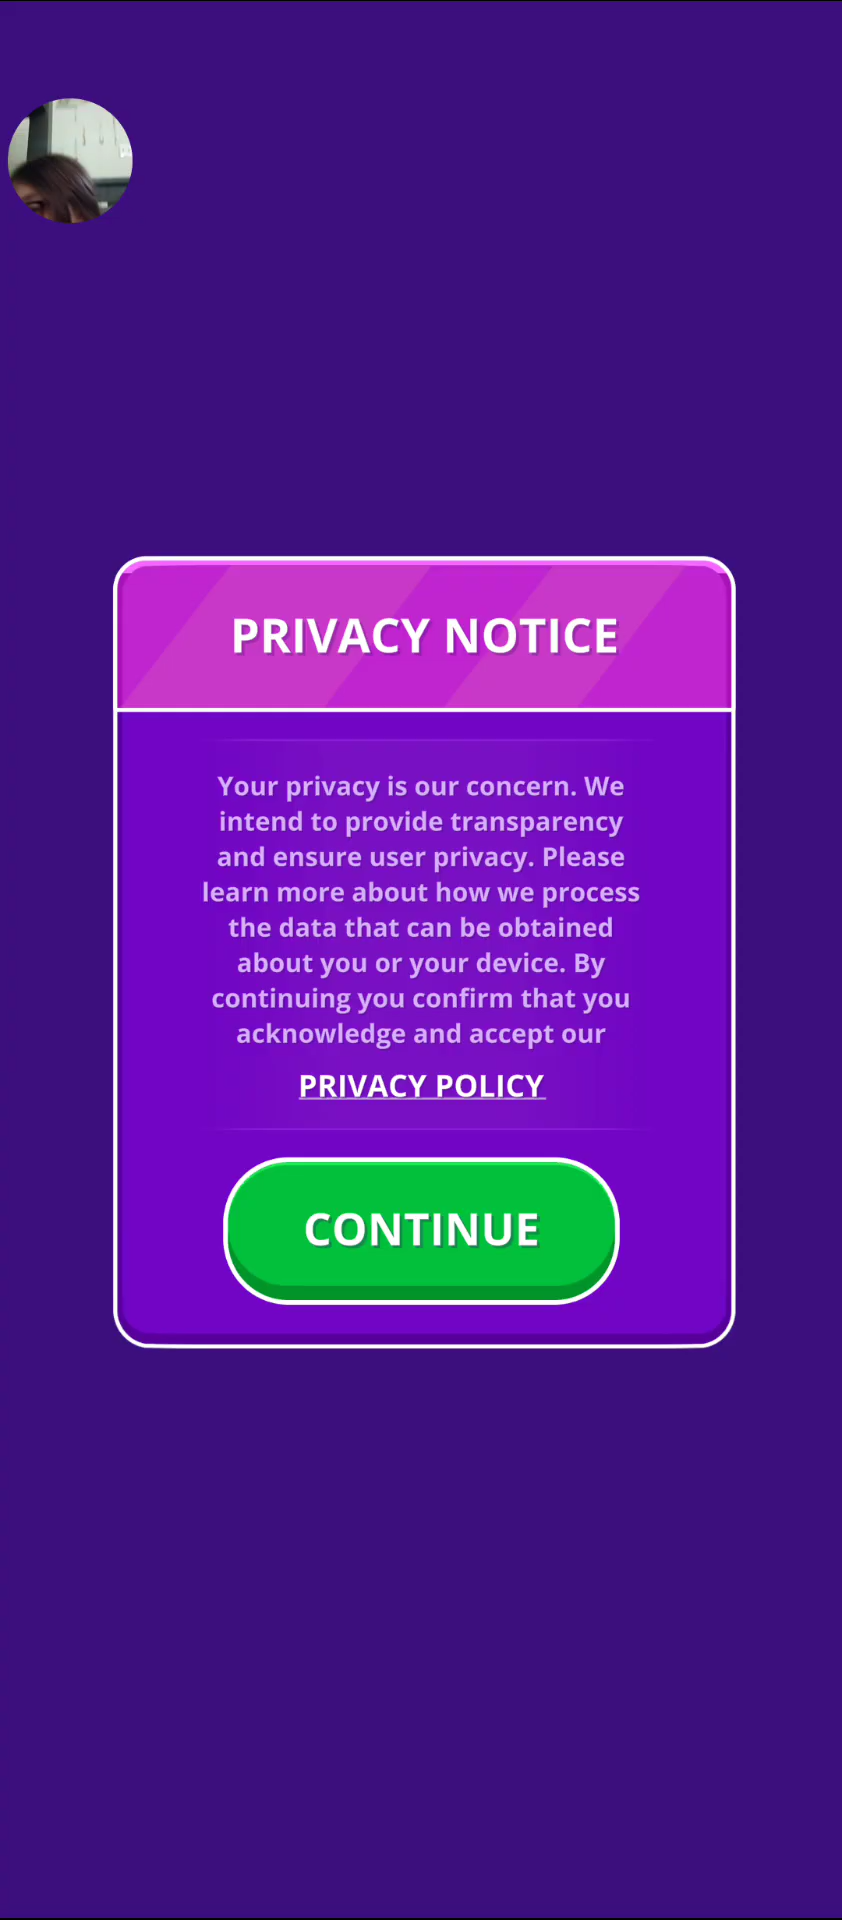 PRIVACY NOTICE
Your privacy is our concern. We
intend to provide transparency
and ensure user privacy. Please
learn more about how we process
the data that can be obtained
about you or your device. By
continuing you confirm that you
acknowledge and accept our
PRIVACY POLICY
CONTINUE